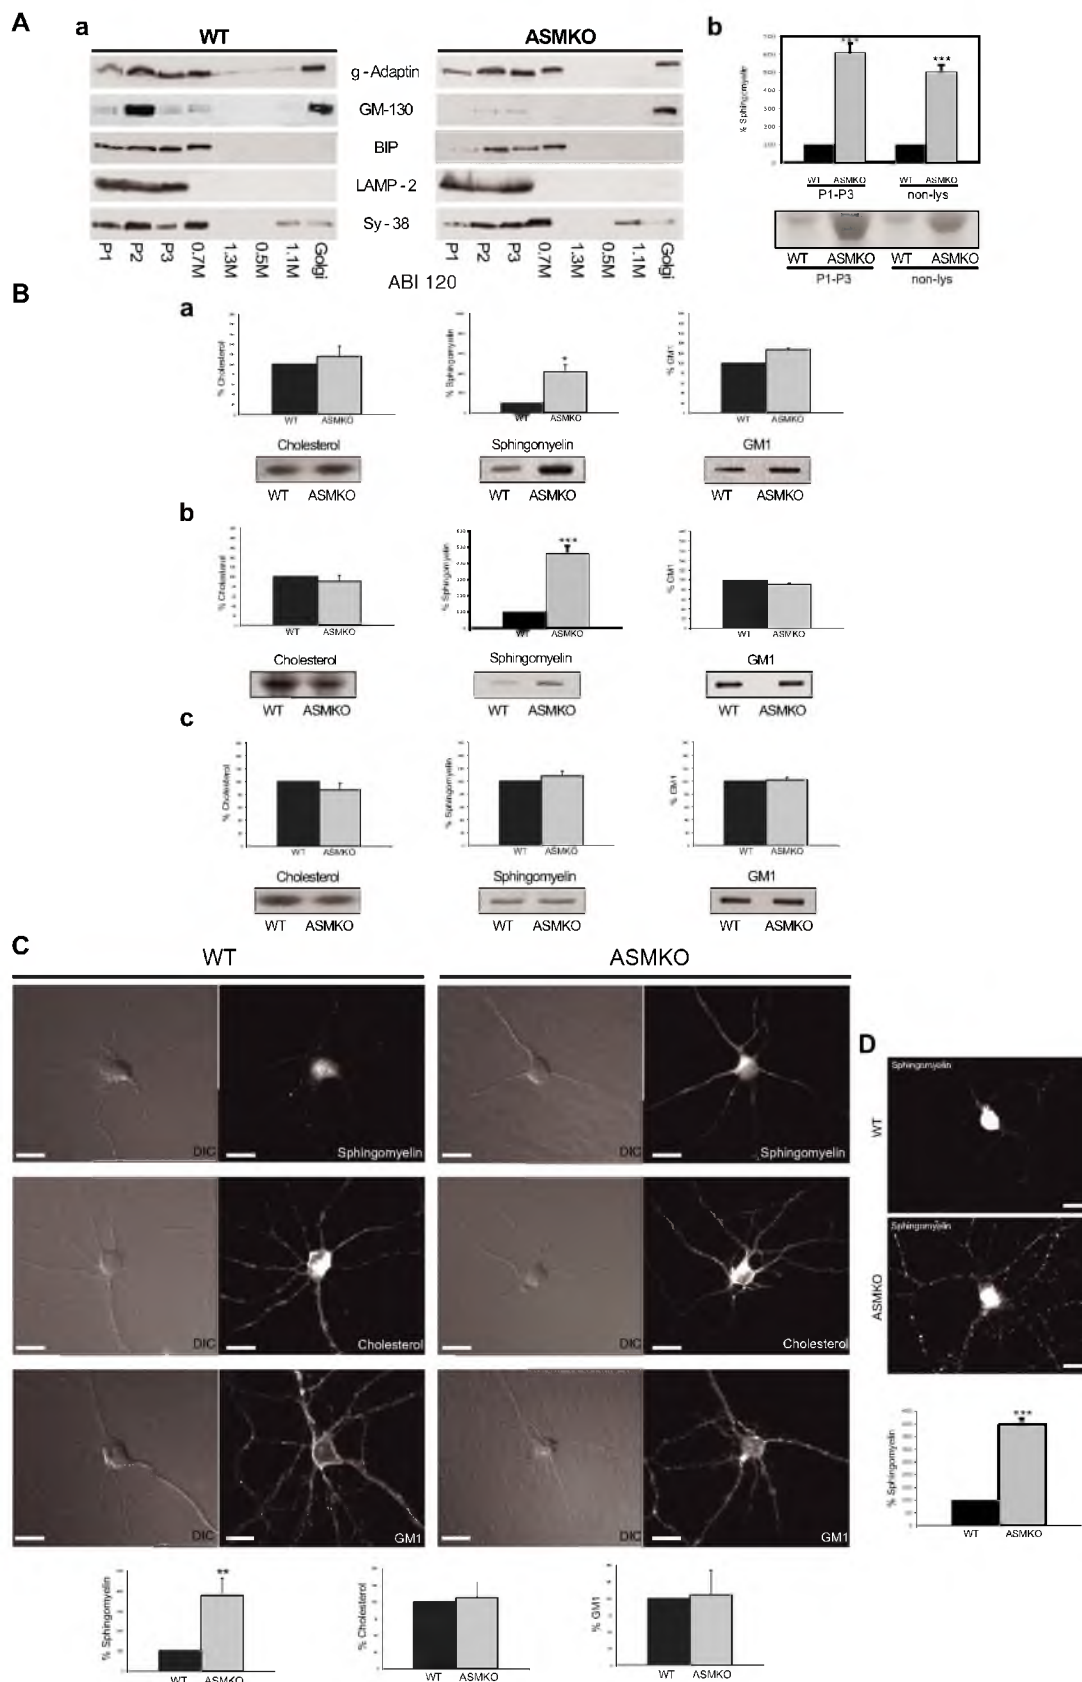 A
a
WT
ASMKO
g - Adaptin
GM-130
BIP
LAMP - 2
Sy - 38
P1 P2 P3 0.7M 1.3M 0.5M 1.1M Golgi
P1 P2 P3 0.7M 1.3M 0.5M 1.1M Golgi
ABI 120
b
% Sphingomyelin
***
***
WT ASMKO WT ASMKO
P1-P3 non-lys
WT ASMKO WT ASMKO
P1-P3 non-lys
B
a
% Cholesterol
WT ASMKO
% Sphingomyelin
*
WT ASMKO
% GM1
WT ASMKO
Cholesterol
Sphingomyelin
GM1
WT ASMKO
WT ASMKO
WT ASMKO
b
% Cholesterol
WT ASMKO
% Sphingomyelin
***
WT ASMKO
% GM1
WT ASMKO
Cholesterol
Sphingomyelin
GM1
WT ASMKO
WT ASMKO
WT ASMKO
c
% Cholesterol
WT ASMKO
% Sphingomyelin
WT ASMKO
% GM1
WT ASMKO
Cholesterol
Sphingomyelin
GM1
WT ASMKO
WT ASMKO
WT ASMKO
C
WT
ASMKO
DIC
Sphingomyelin
DIC
Sphingomyelin
DIC
Cholesterol
DIC
Cholesterol
DIC
GM1
DIC
GM1
% Sphingomyelin
**
WT ASMKO
% Cholesterol
WT ASMKO
% GM1
WT ASMKO
D
WT
Sphingomyelin
ASMKO
Sphingomyelin
% Sphingomyelin
***
WT ASMKO